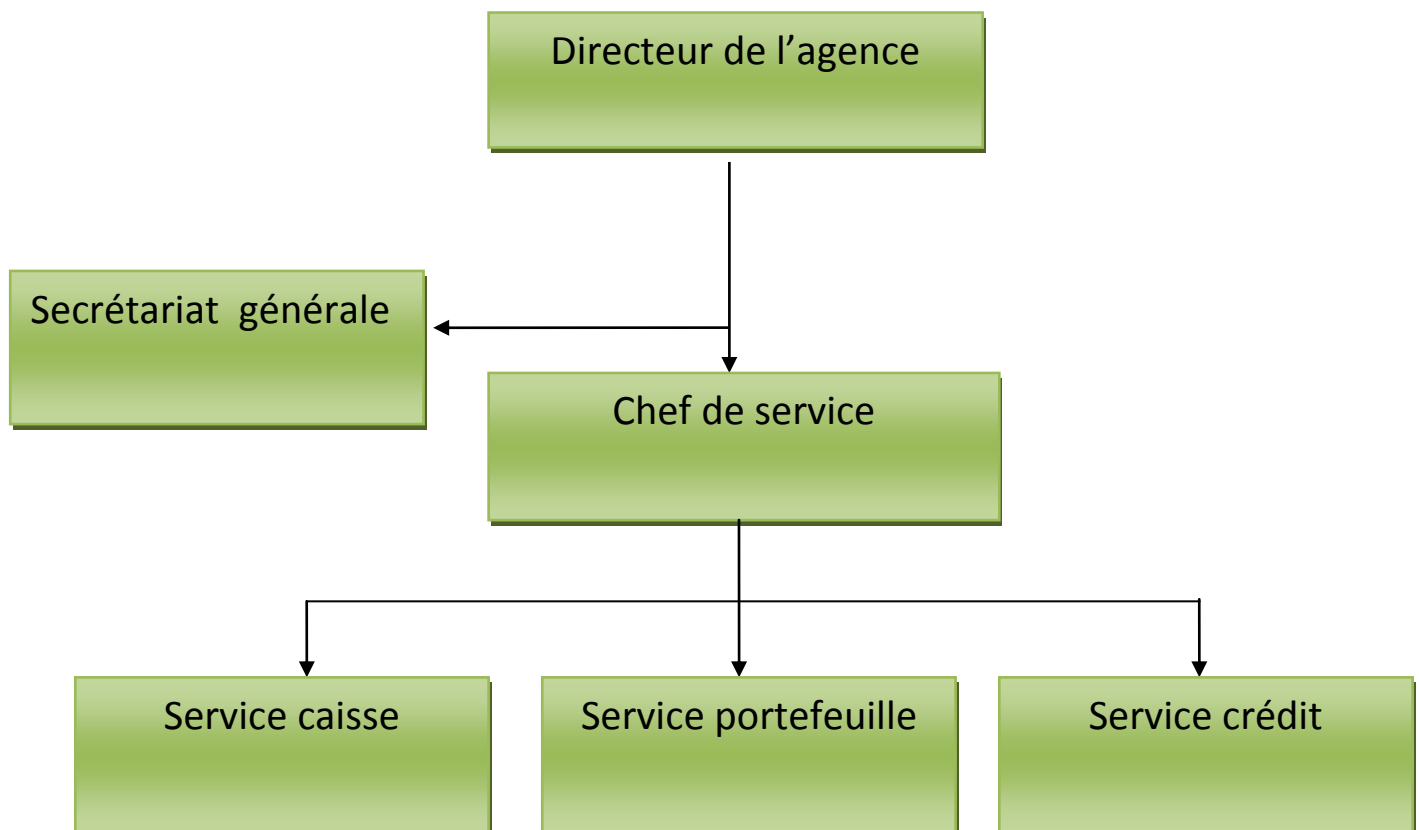 Directeur de l’agence
Secrétariat générale
Chef de service
Service caisse
Service portefeuille
Service crédit